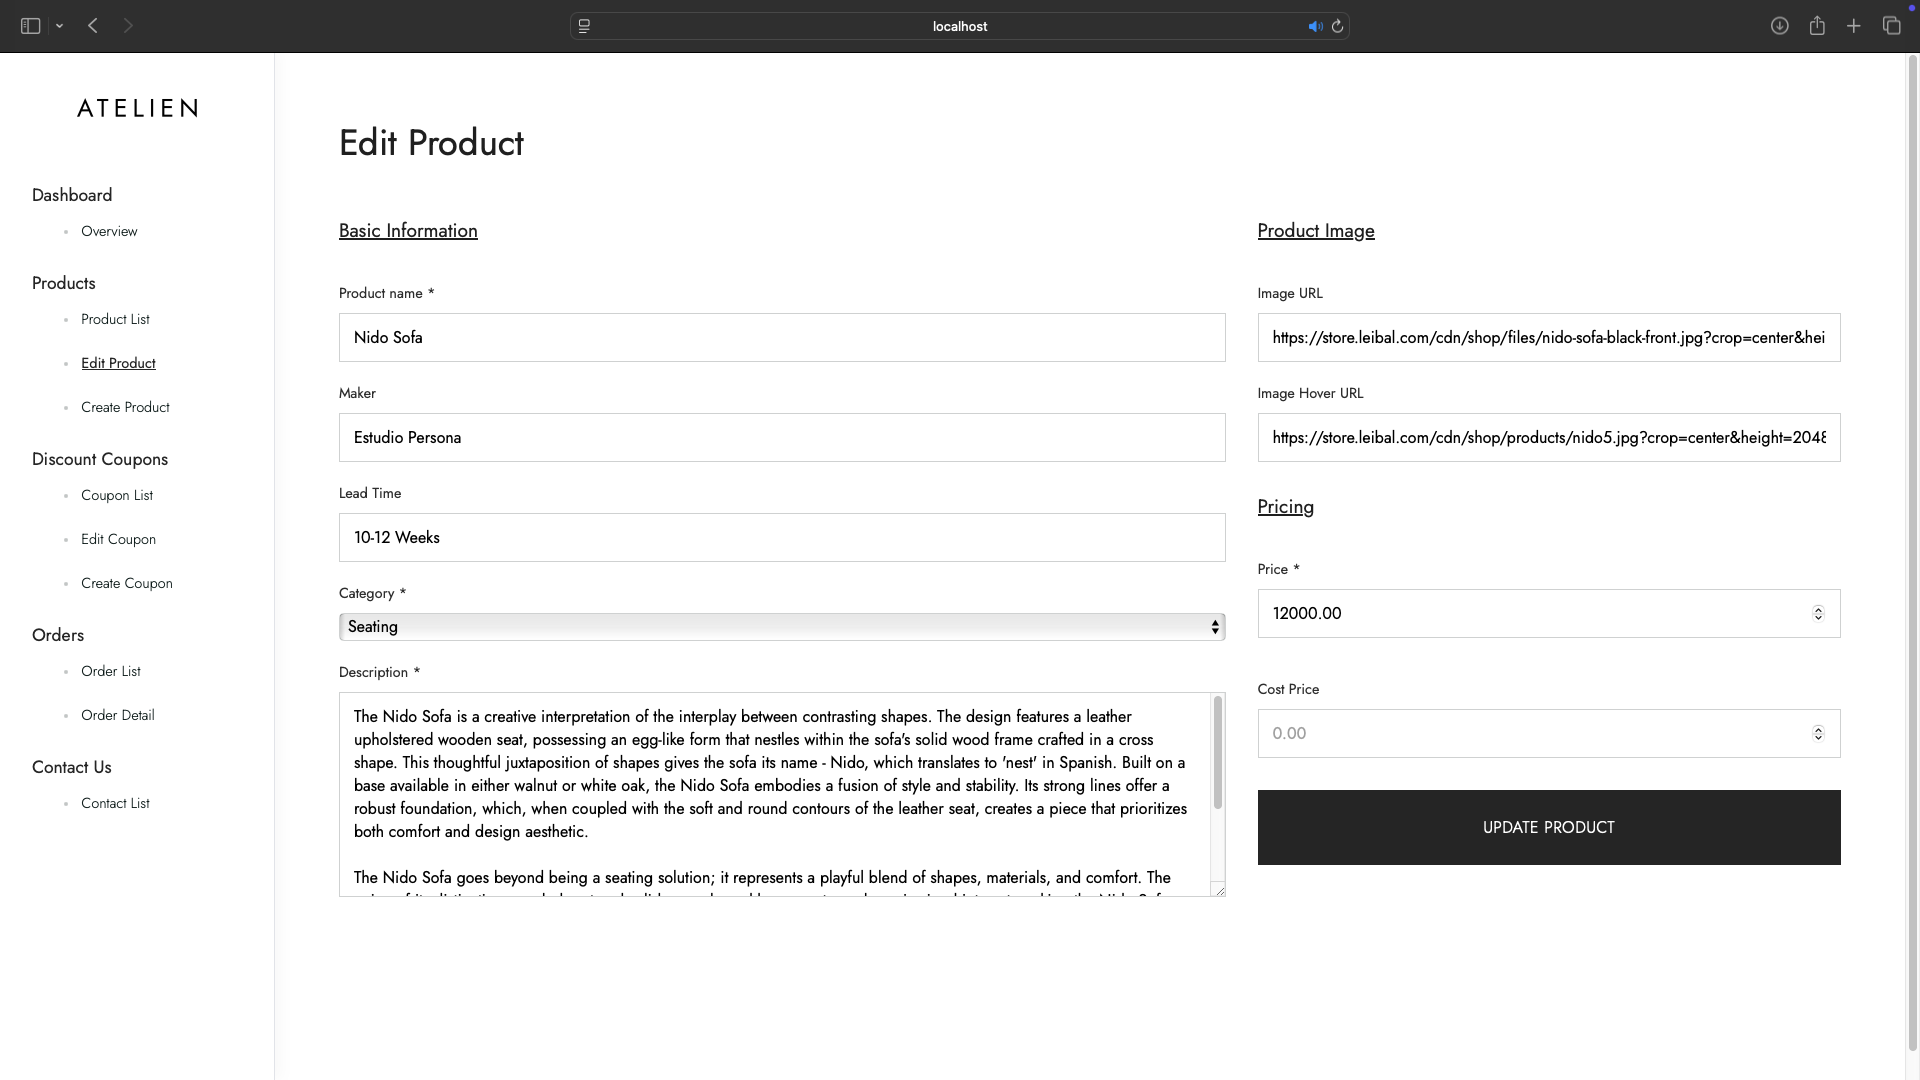 localhost
ATELIEN
Dashboard
Overview
Products
Product List
Edit Product
Create Product
Discount Coupons
Coupon List
Edit Coupon
Create Coupon
Orders
Order List
Order Detail
Contact Us
Contact List
Edit Product
Basic Information
Product name *
Nido Sofa
Maker
Estudio Persona
Lead Time
10-12 Weeks
Category *
Seating
Description *
The Nido Sofa is a creative interpretation of the interplay between contrasting shapes. The design features a leather
upholstered wooden seat, possessing an egg-like form that nestles within the sofa's solid wood frame crafted in a cross
shape. This thoughtful juxtaposition of shapes gives the sofa its name - Nido, which translates to 'nest' in Spanish. Built on a
base available in either walnut or white oak, the Nido Sofa embodies a fusion of style and stability. Its strong lines offer a
robust foundation, which, when coupled with the soft and round contours of the leather seat, creates a piece that prioritizes
both comfort and design aesthetic.
The Nido Sofa goes beyond being a seating solution; it represents a playful blend of shapes, materials, and comfort. The
Product Image
Image URL
https://store.leibal.com/cdn/shop/files/nido-sofa-black-front.jpg?crop=center&hei
Image Hover URL
https://store.leibal.com/cdn/shop/products/nido5.jpg?crop=center&height=2048
Pricing
Price *
12000.00
Cost Price
0.00
UPDATE PRODUCT